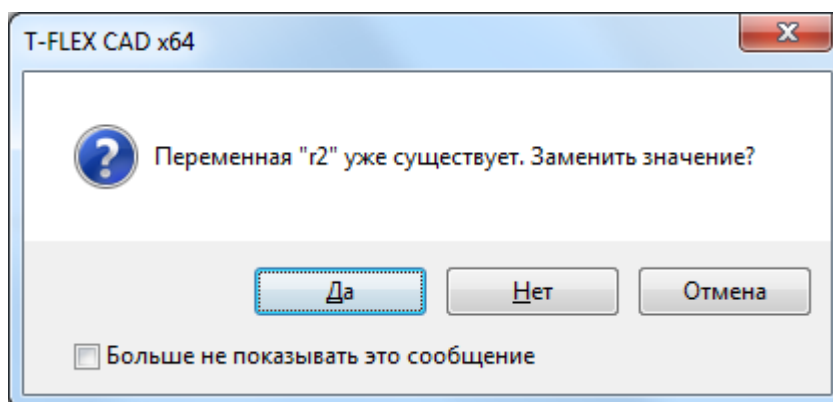 T-FLEX CAD x64
Переменная "r2" уже существует. Заменить значение?
Да
Нет
Отмена
Больше не показывать это сообщение